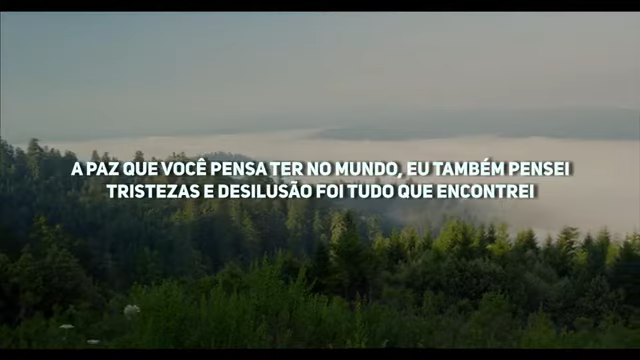 A PAZ QUE VOCÊ PENSA TER NO MUNDO, EU TAMBÉM PENSEI
TRISTEZAS E DESILUSÃO FOI TUDO QUE ENCONTREI